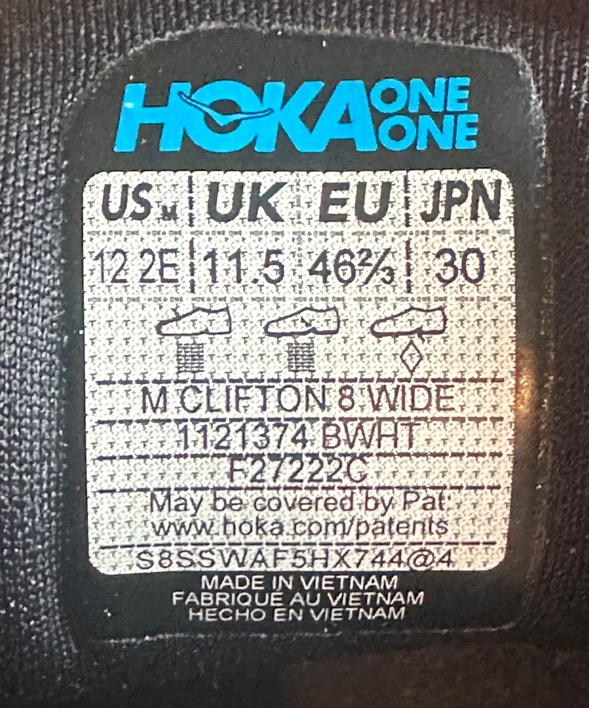 HOKA ONE ONE
US M UK EU JPN
12 2E 11.5 46⅔ 30
M CLIFTON 8 WIDE
1121374 BWHT
F27222C
May be covered by Pat:
www.hoka.com/patents
S8SSWAF5HX744@4
MADE IN VIETNAM
FABRIQUÉ AU VIETNAM
HECHO EN VIETNAM